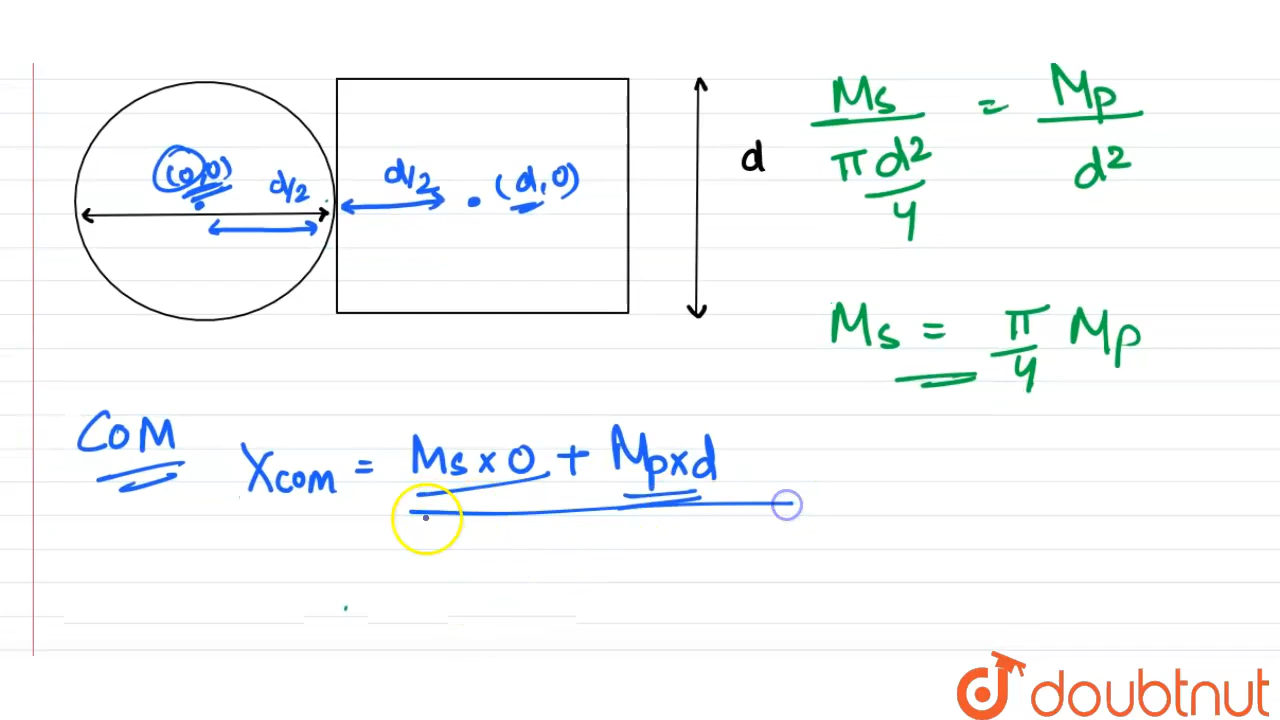 (0,0) d/2 d/2 (d,0) d
Ms/(πd²/4) = Mp/d²
Ms = π/4 Mp
COM
Xcom = Ms×0 + Mp×d
doubtnut